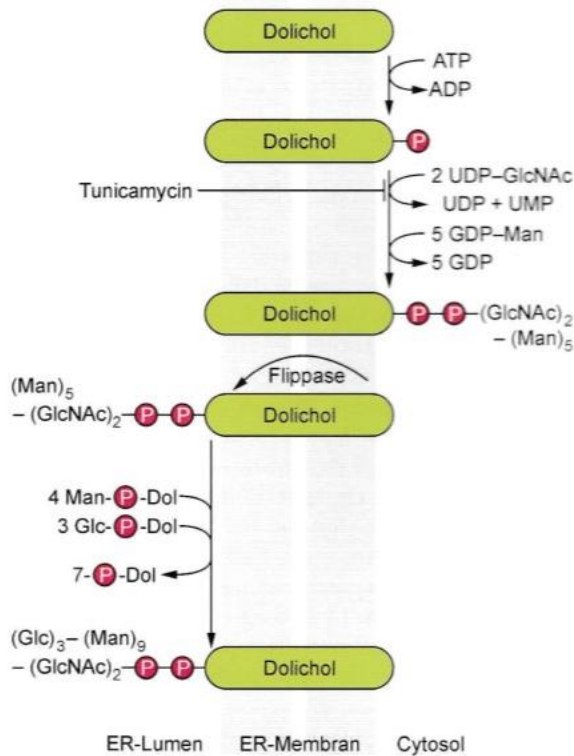 Dolichol
ATP
ADP
Dolichol P
2 UDP–GlcNAc
Tunicamycin
UDP + UMP
5 GDP–Man
5 GDP
Dolichol P P (GlcNAc)2
– (Man)5
Flippase
(Man)5
– (GlcNAc)2 P P Dolichol
4 Man-P-Dol
3 Glc-P-Dol
7-P-Dol
(Glc)3– (Man)9
– (GlcNAc)2 P P Dolichol
ER-Lumen ER-Membran Cytosol